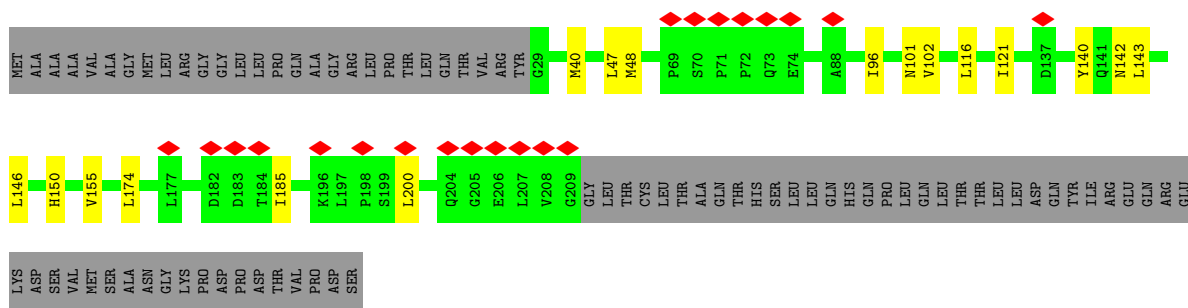 MET ALA ALA ALA VAL ALA GLY MET LEU ARG GLY GLY LEU LEU PRO GLN ALA GLY ARG LEU PRO THR LEU GLN THR VAL ARG TYR G29 M40 L47 M48 P69 S70 P71 P72 Q73 E74 A88 I96 N101 V102 L116 I121 D137 Y140 Q141 N142 L143
L146 H150 V155 L174 L177 D182 D183 T184 I185 K196 L197 P198 S199 L200 Q204 G205 E206 L207 V208 G209 GLY LEU THR CYS LEU THR ALA GLN THR THR HIS SER LEU LEU GLN HIS GLN PRO LEU GLN LEU THR THR LEU LEU ASP GLN TYR ILE ARG GLU GLN ARG GLU
LYS ASP SER VAL MET SER ALA ASN GLY LYS PRO ASP PRO ASP THR VAL PRO ASP SER